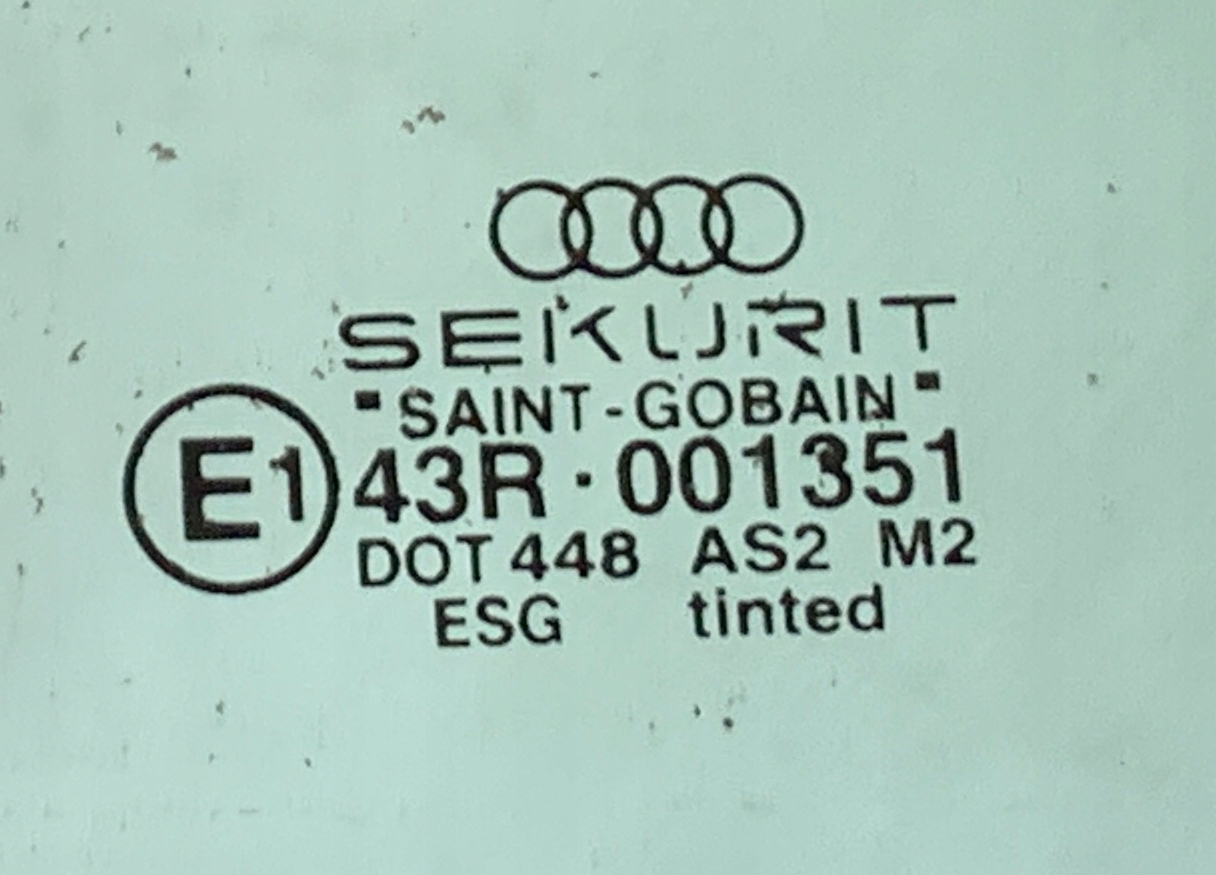 SEKURIT
"SAINT-GOBAIN"
E1 43R·001351
DOT 448 AS2 M2
ESG tinted